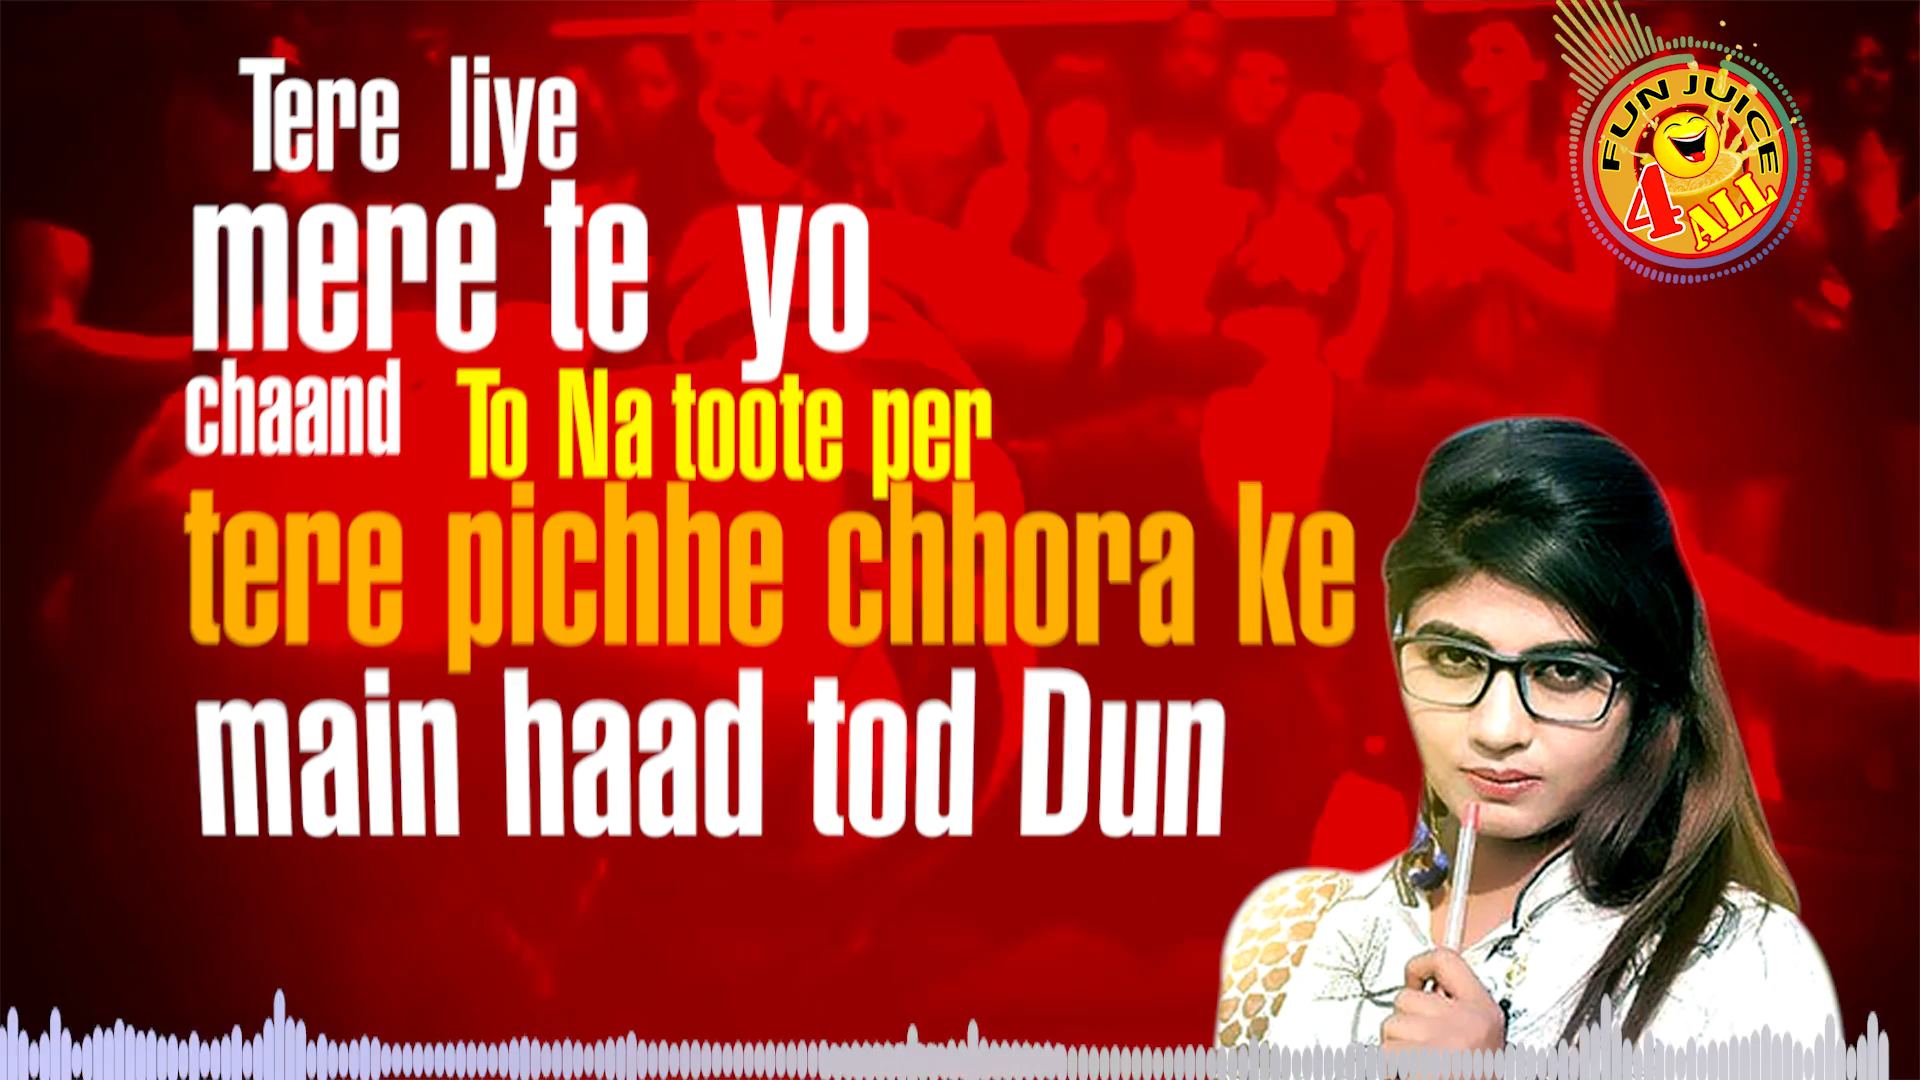 Tere liye
mere te yo
chaand To Na toote per
tere pichhe chhora ke
main haad tod Dun
FUN JUICE
4 ALL